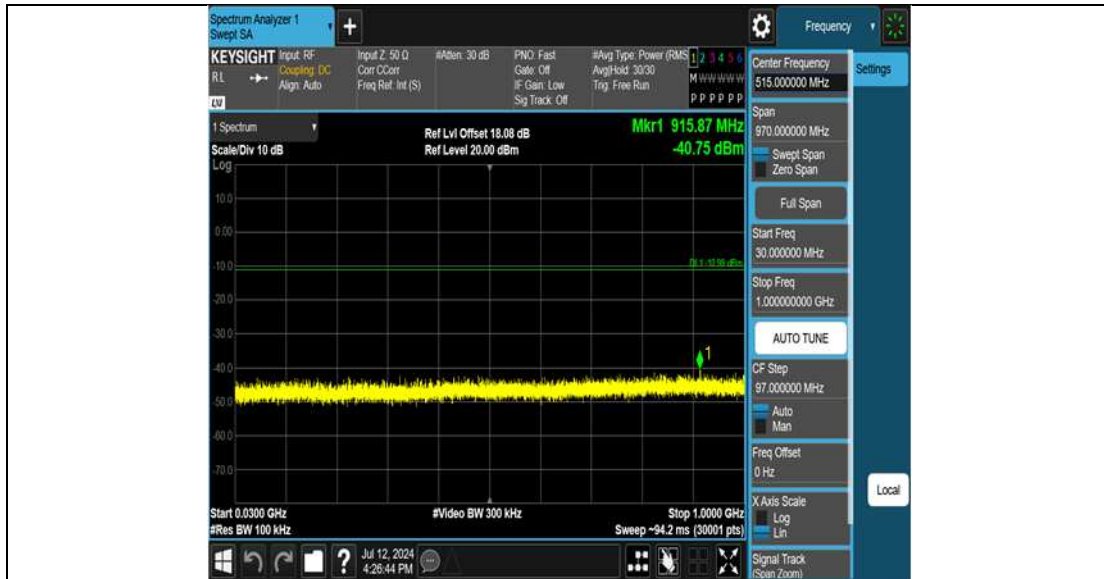 Spectrum Analyzer 1
Swept SA
+
Frequency
KEYSIGHT
RL
Input: RF
Coupling: DC
Align: Auto
Input Z: 50 Ω
Corr CCorr
Freq Ref: Int (S)
#Atten: 30 dB
PNO: Fast
Gate: Off
IF Gain: Low
Sig Track: Off
#Avg Type: Power (RMS
Avg|Hold: 30/30
Trig: Free Run
1 2 3 4 5 6
M W W W W W
P P P P P P
1 Spectrum
Scale/Div 10 dB
Ref Lvl Offset 18.08 dB
Ref Level 20.00 dBm
Mkr1 915.87 MHz
-40.75 dBm
Log
10.0
0.00
-10.0
-20.0
-30.0
-40.0
-50.0
-60.0
-70.0
1
Start 0.0300 GHz
#Res BW 100 kHz
#Video BW 300 kHz
Stop 1.0000 GHz
Sweep ~94.2 ms (30001 pts)
?
Jul 12, 2024
4:26:44 PM
Center Frequency
515.000000 MHz
Settings
Span
970.000000 MHz
Swept Span
Zero Span
Full Span
Start Freq
30.000000 MHz
Stop Freq
1.000000000 GHz
AUTO TUNE
CF Step
97.000000 MHz
Auto
Man
Freq Offset
0 Hz
X Axis Scale
Log
Lin
Signal Track
(Span Zoom)
Local